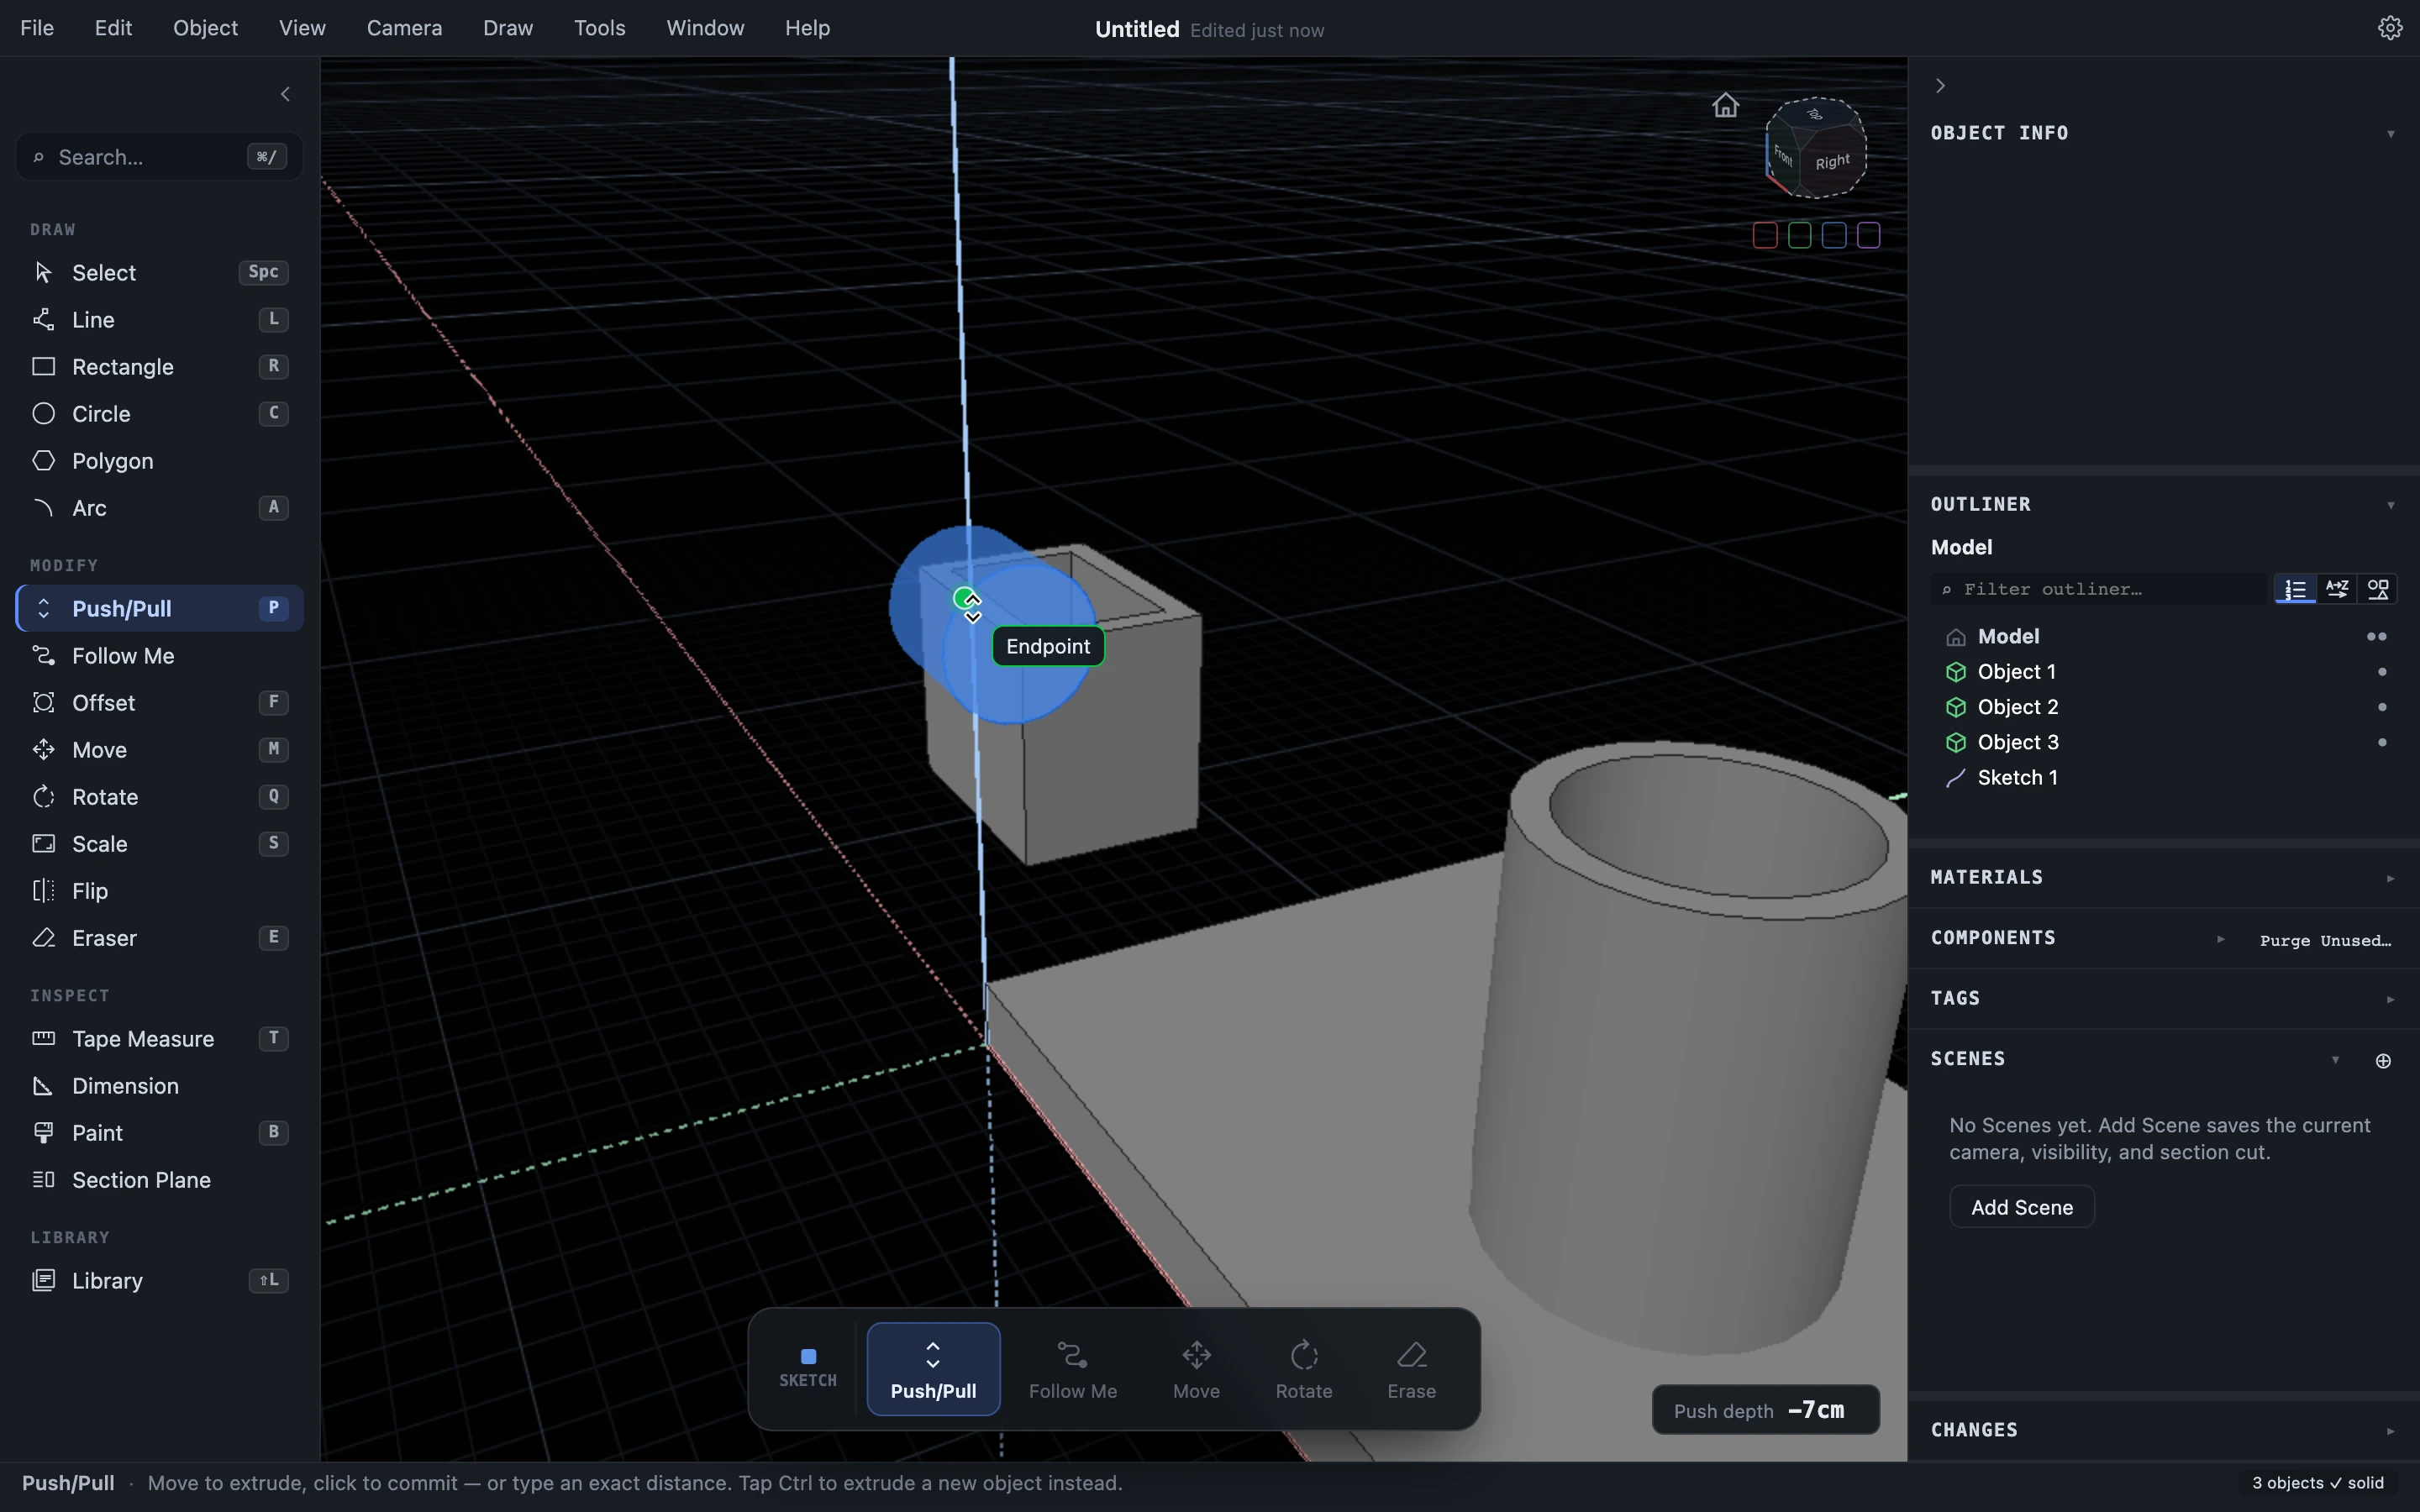 File Edit Object View Camera Draw Tools Window Help
Untitled Edited just now
Search... ⌘/
DRAW
Select Spc
Line L
Rectangle R
Circle C
Polygon
Arc A
MODIFY
Push/Pull P
Follow Me
Offset F
Move M
Rotate Q
Scale S
Flip
Eraser E
INSPECT
Tape Measure T
Dimension
Paint B
Section Plane
LIBRARY
Library ⇧L
Top
Front
Right
Endpoint
SKETCH
Push/Pull
Follow Me
Move
Rotate
Erase
Push depth −7cm
OBJECT INFO
OUTLINER
Model
Filter outliner…
A→Z
Model
Object 1
Object 2
Object 3
Sketch 1
MATERIALS
COMPONENTS Purge Unused…
TAGS
SCENES
No Scenes yet. Add Scene saves the current
camera, visibility, and section cut.
Add Scene
CHANGES
Push/Pull · Move to extrude, click to commit — or type an exact distance. Tap Ctrl to extrude a new object instead.
3 objects ✓ solid